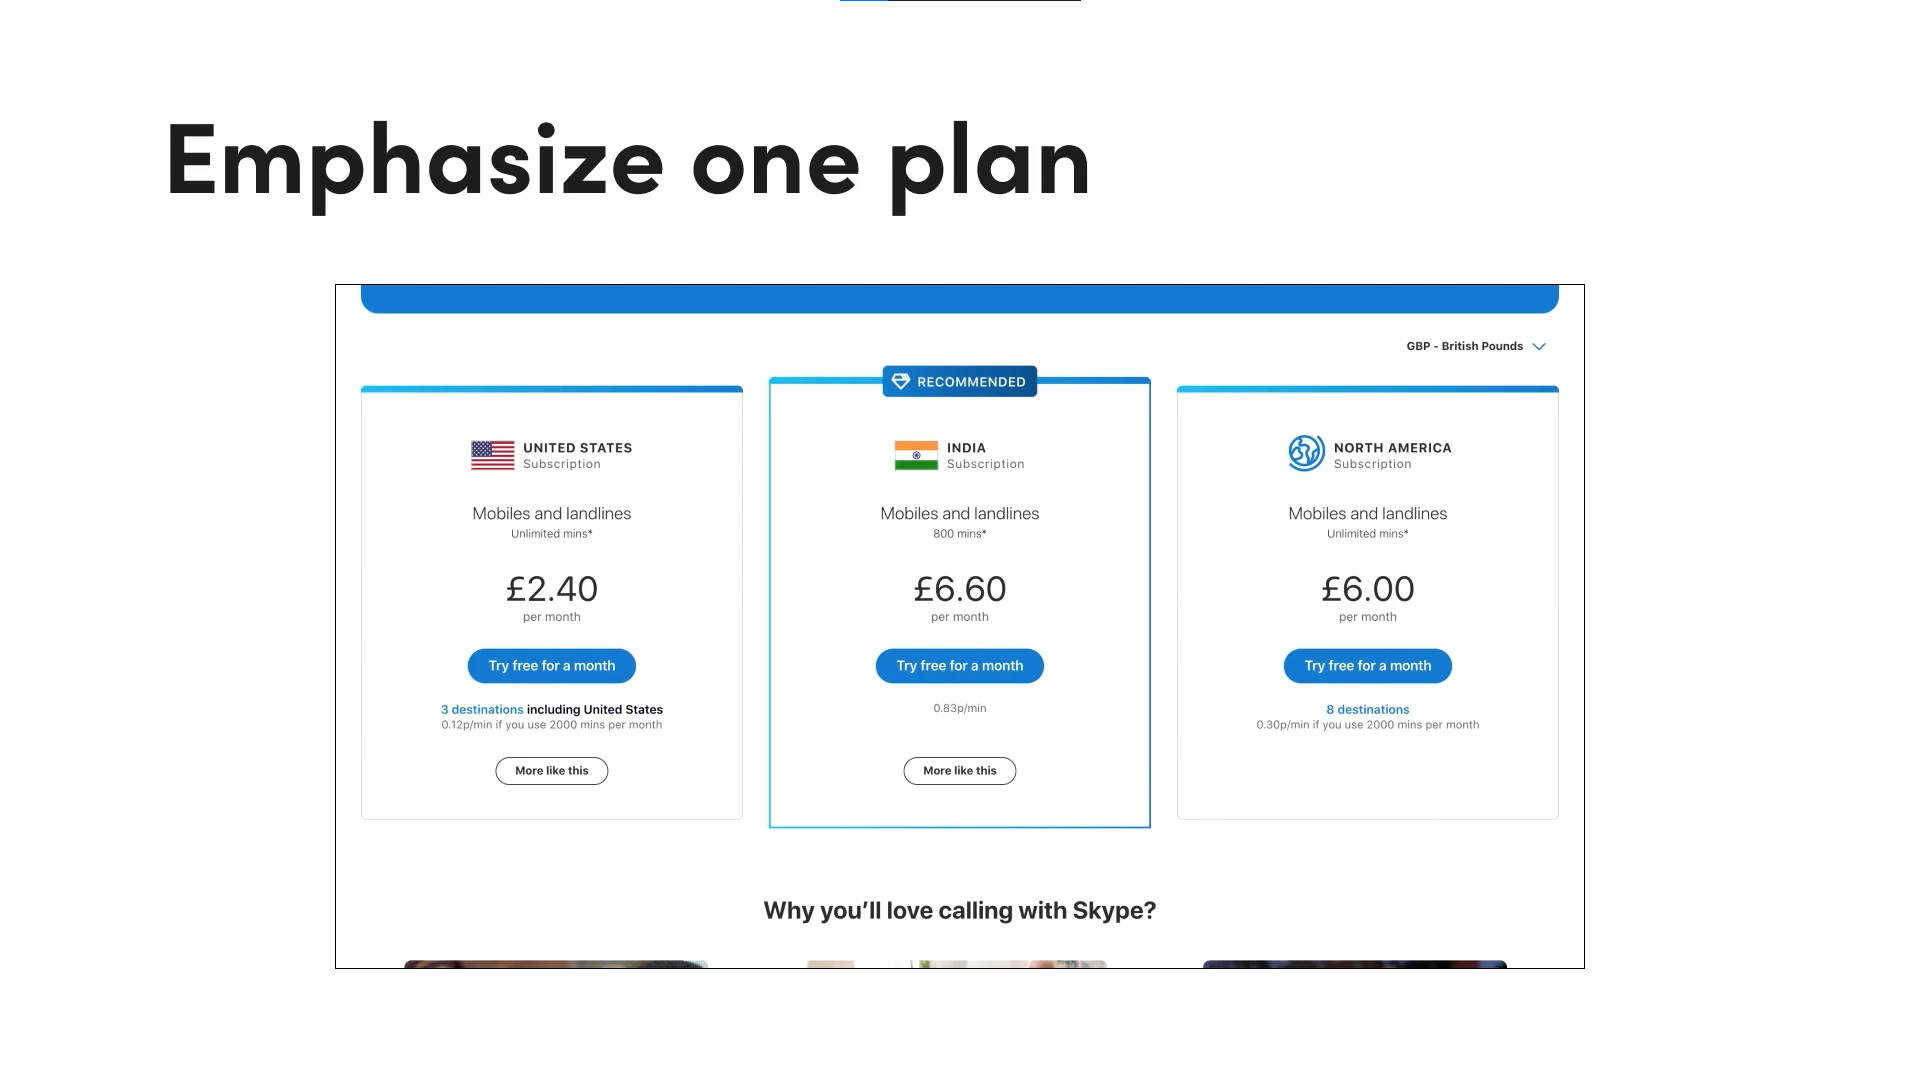 Emphasize one plan
GBP - British Pounds
RECOMMENDED
UNITED STATES
Subscription
Mobiles and landlines
Unlimited mins*
£2.40
per month
Try free for a month
3 destinations including United States
0.12p/min if you use 2000 mins per month
More like this
INDIA
Subscription
Mobiles and landlines
800 mins*
£6.60
per month
Try free for a month
0.83p/min
More like this
NORTH AMERICA
Subscription
Mobiles and landlines
Unlimited mins*
£6.00
per month
Try free for a month
8 destinations
0.30p/min if you use 2000 mins per month
Why you’ll love calling with Skype?